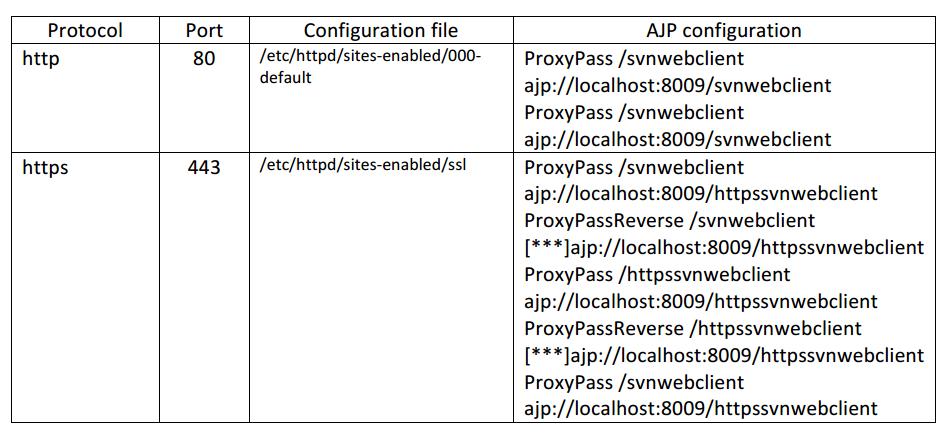 Protocol Port Configuration file AJP configuration
http 80 /etc/httpd/sites-enabled/000-
default
ProxyPass /svnwebclient
ajp://localhost:8009/svnwebclient
ProxyPass /svnwebclient
ajp://localhost:8009/svnwebclient
https 443 /etc/httpd/sites-enabled/ssl
ProxyPass /svnwebclient
ajp://localhost:8009/httpssvnwebclient
ProxyPassReverse /svnwebclient
[***]ajp://localhost:8009/httpssvnwebclient
ProxyPass /httpssvnwebclient
ajp://localhost:8009/httpssvnwebclient
ProxyPassReverse /httpssvnwebclient
[***]ajp://localhost:8009/httpssvnwebclient
ProxyPass /svnwebclient
ajp://localhost:8009/httpssvnwebclient